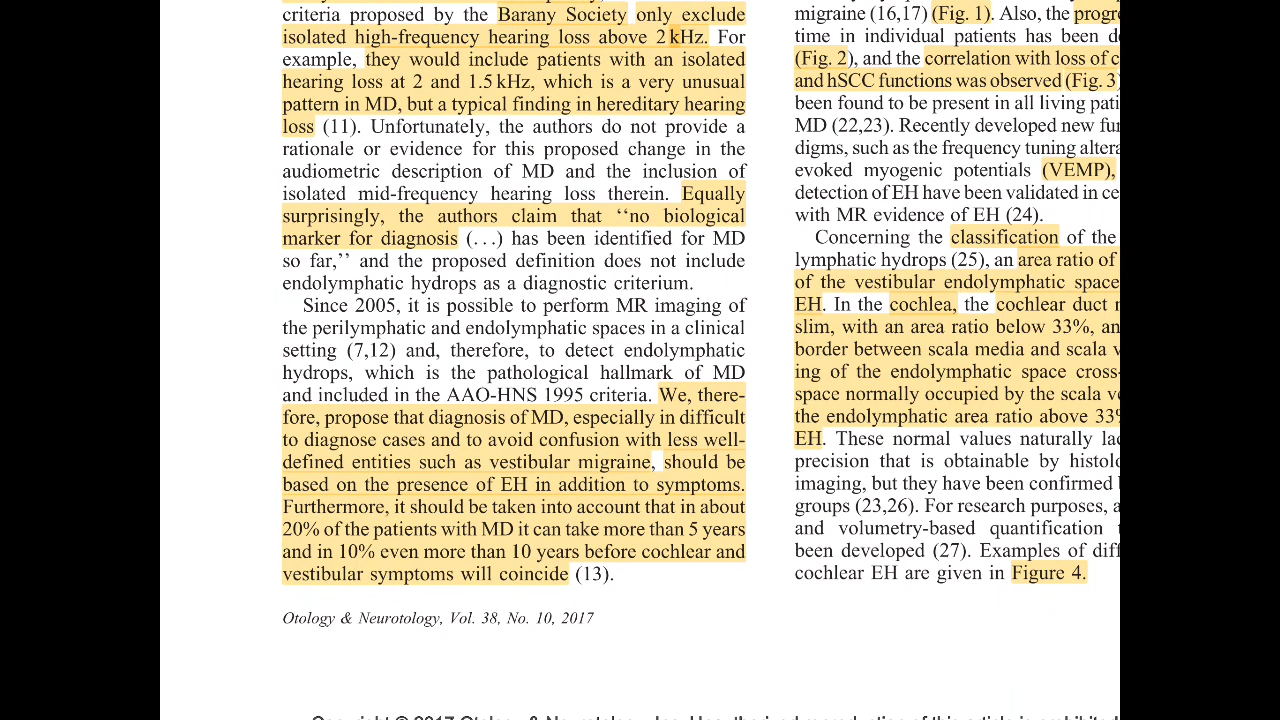 criteria proposed by the Barany Society only exclude
isolated high-frequency hearing loss above 2 kHz. For
example, they would include patients with an isolated
hearing loss at 2 and 1.5 kHz, which is a very unusual
pattern in MD, but a typical finding in hereditary hearing
loss (11). Unfortunately, the authors do not provide a
rationale or evidence for this proposed change in the
audiometric description of MD and the inclusion of
isolated mid-frequency hearing loss therein. Equally
surprisingly, the authors claim that ‘‘no biological
marker for diagnosis (...) has been identified for MD
so far,’’ and the proposed definition does not include
endolymphatic hydrops as a diagnostic criterium.
Since 2005, it is possible to perform MR imaging of
the perilymphatic and endolymphatic spaces in a clinical
setting (7,12) and, therefore, to detect endolymphatic
hydrops, which is the pathological hallmark of MD
and included in the AAO-HNS 1995 criteria. We, there-
fore, propose that diagnosis of MD, especially in difficult
to diagnose cases and to avoid confusion with less well-
defined entities such as vestibular migraine, should be
based on the presence of EH in addition to symptoms.
Furthermore, it should be taken into account that in about
20% of the patients with MD it can take more than 5 years
and in 10% even more than 10 years before cochlear and
vestibular symptoms will coincide (13).
Otology & Neurotology, Vol. 38, No. 10, 2017
migraine (16,17) (Fig. 1). Also, the
time in individual patients has been
(Fig. 2), and the correlation with loss of
and hSCC functions was observed (Fig. 3)
been found to be present in all living
MD (22,23). Recently developed new
digms, such as the frequency tuning
evoked myogenic potentials (VEMP),
detection of EH have been validated in
with MR evidence of EH (24).
Concerning the classification of the
lymphatic hydrops (25), an area ratio of
of the vestibular endolymphatic space
EH. In the cochlea, the cochlear duct
slim, with an area ratio below 33%,
border between scala media and scala
ing of the endolymphatic space cross-
space normally occupied by the scala
the endolymphatic area ratio above
EH. These normal values naturally
precision that is obtainable by
imaging, but they have been confirmed
groups (23,26). For research purposes,
and volumetry-based quantification
been developed (27). Examples of
cochlear EH are given in Figure 4.